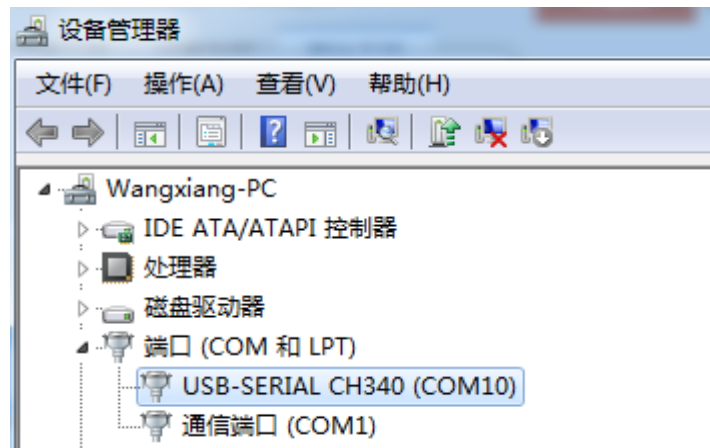 设备管理器
文件(F) 操作(A) 查看(V) 帮助(H)
Wangxiang-PC
IDE ATA/ATAPI 控制器
处理器
磁盘驱动器
端口 (COM 和 LPT)
USB-SERIAL CH340 (COM10)
通信端口 (COM1)